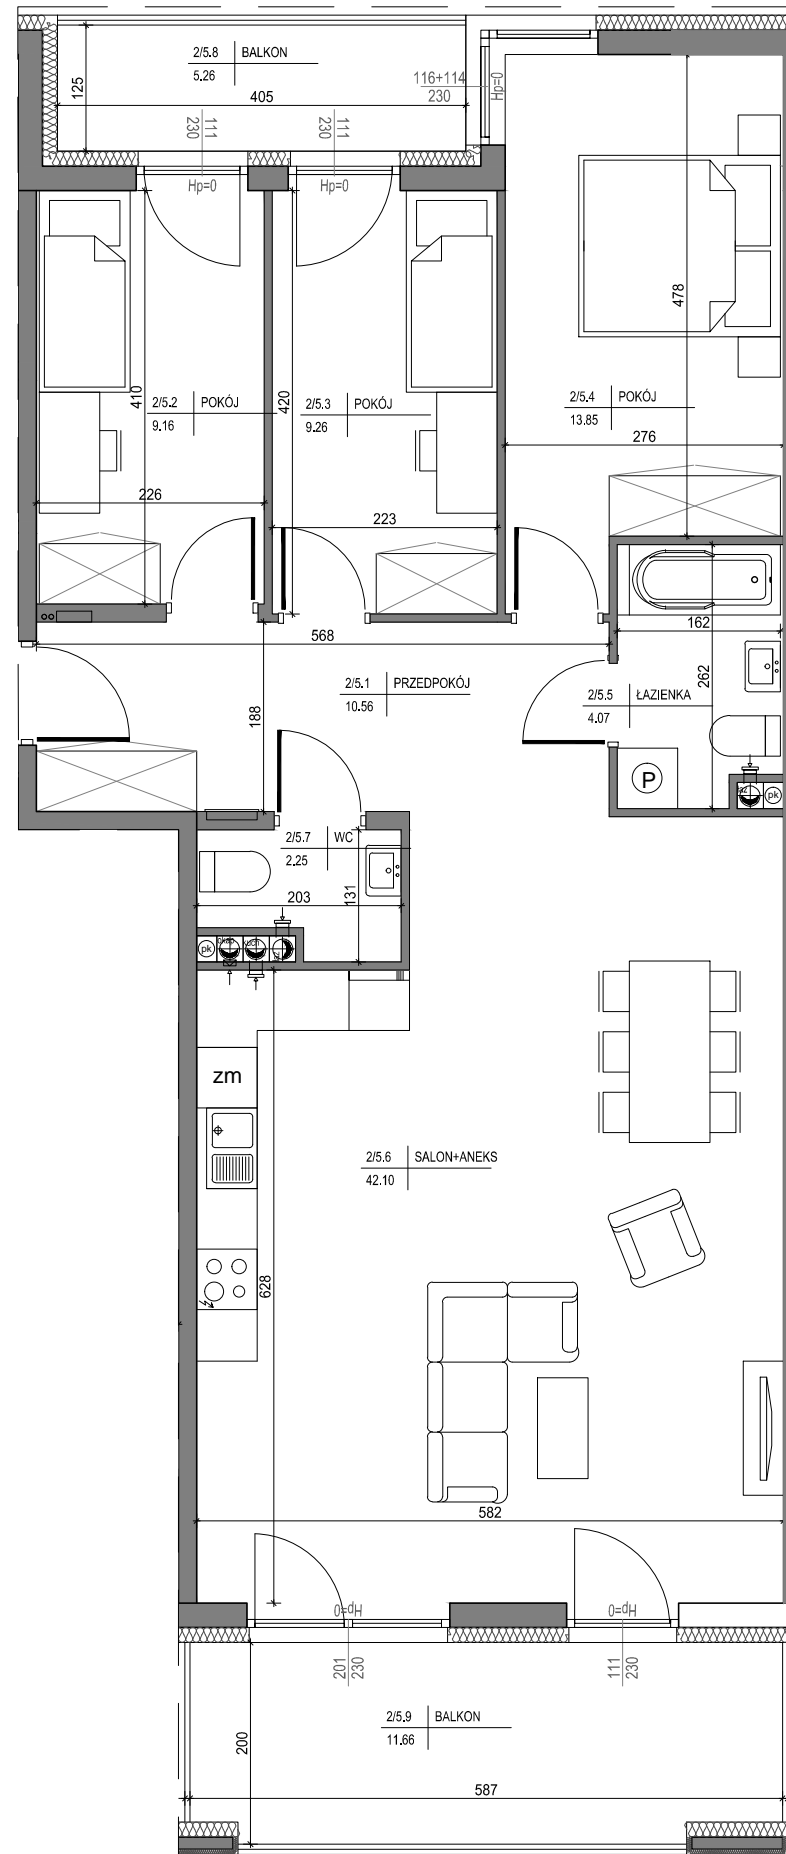 2/5.8 BALKON
5.26
125
405
116+114
230
Hp=0
111
230
111
230
Hp=0
Hp=0
478
410
420
2/5.2 POKÓJ
9.16
2/5.3 POKÓJ
9.26
2/5.4 POKÓJ
13.85
276
226
223
568
162
262
188
2/5.1 PRZEDPOKÓJ
10.56
2/5.5 ŁAZIENKA
4.07
P
pk
2/5.7 WC
2.25
203
131
pk
zm
2/5.6 SALON+ANEKS
42.10
628
582
Hp=0
Hp=0
201
230
111
230
2/5.9 BALKON
11.66
200
587